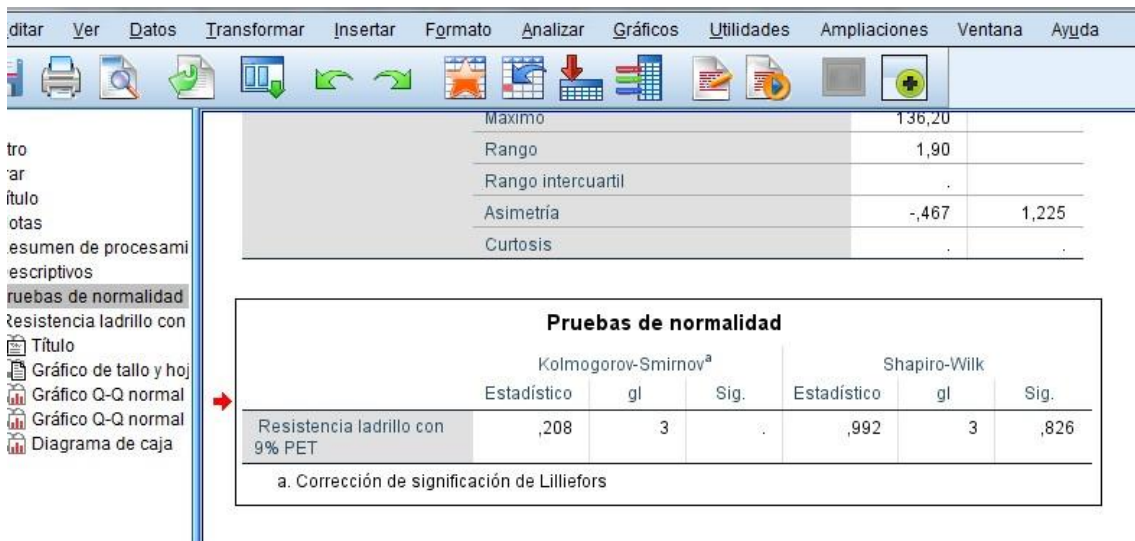 ditar Ver Datos Transformar Insertar Formato Analizar Gráficos Utilidades Ampliaciones Ventana Ayuda
Máximo 136,20
Rango 1,90
Rango intercuartil .
Asimetría -,467 1,225
Curtosis . .
tro
ar
ítulo
otas
esumen de procesami
escriptivos
ruebas de normalidad
Resistencia ladrillo con
Título
Gráfico de tallo y hoj
Gráfico Q-Q normal
Gráfico Q-Q normal
Diagrama de caja
Pruebas de normalidad
Kolmogorov-Smirnovª Shapiro-Wilk
Estadístico gl Sig. Estadístico gl Sig.
Resistencia ladrillo con ,208 3 . ,992 3 ,826
9% PET
a. Corrección de significación de Lilliefors